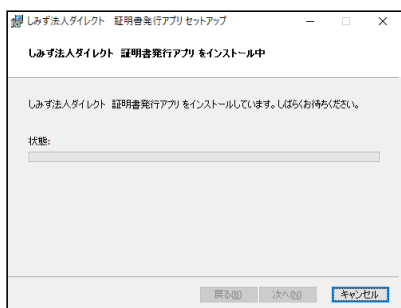 しみず法人ダイレクト 証明書発行アプリ セットアップ
しみず法人ダイレクト 証明書発行アプリ をインストール中
しみず法人ダイレクト 証明書発行アプリ をインストールしています。しばらくお待ちください。
状態:
戻る(B) 次へ(N) キャンセル